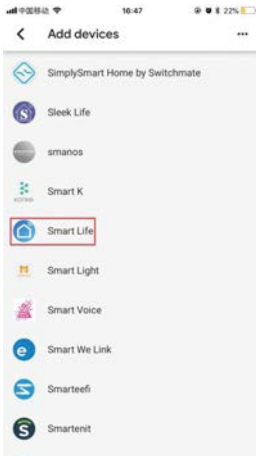 中国移动 16:47 22%
Add devices
SimplySmart Home by Switchmate
Sleek Life
smanos
Smart K
Smart Life
Smart Light
Smart Voice
Smart We Link
Smarteefi
Smartenit